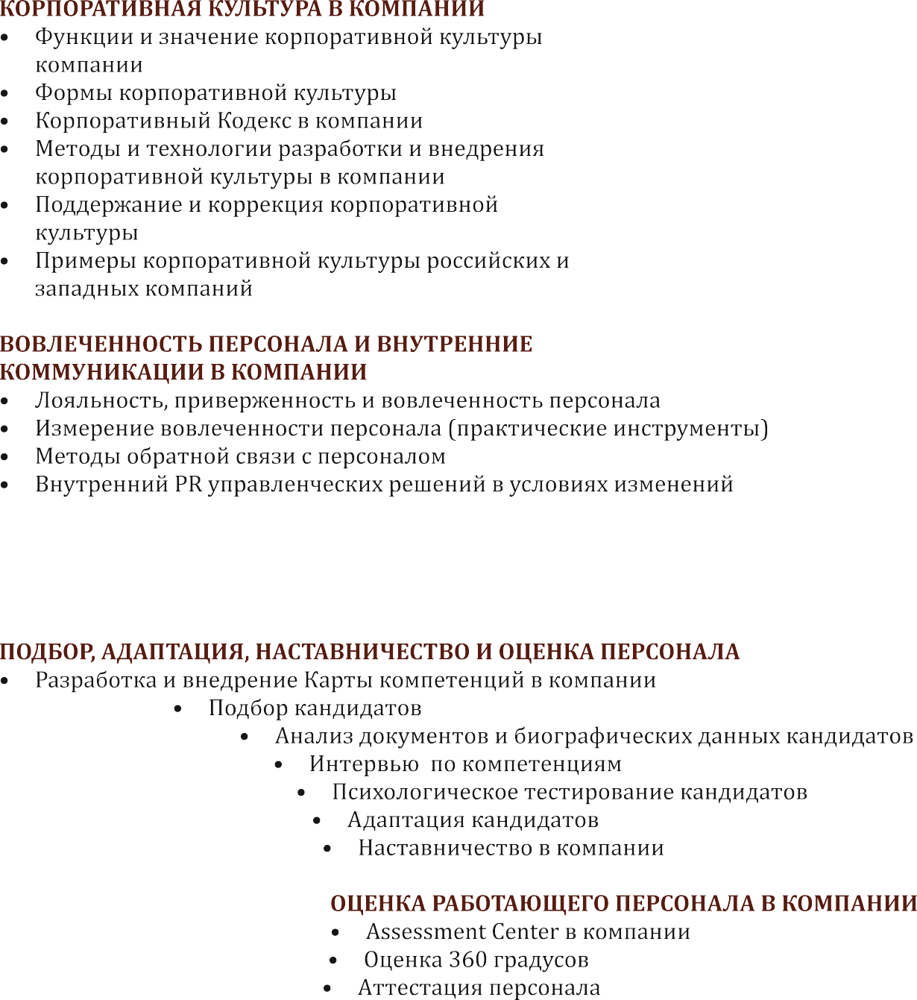 КОРПОРАТИВНАЯ КУЛЬТУРА В КОМПАНИИ
• Функции и значение корпоративной культуры
компании
• Формы корпоративной культуры
• Корпоративный Кодекс в компании
• Методы и технологии разработки и внедрения
корпоративной культуры в компании
• Поддержание и коррекция корпоративной
культуры
• Примеры корпоративной культуры российских и
западных компаний
ВОВЛЕЧЕННОСТЬ ПЕРСОНАЛА И ВНУТРЕННИЕ
КОММУНИКАЦИИ В КОМПАНИИ
• Лояльность, приверженность и вовлеченность персонала
• Измерение вовлеченности персонала (практические инструменты)
• Методы обратной связи с персоналом
• Внутренний PR управленческих решений в условиях изменений
ПОДБОР, АДАПТАЦИЯ, НАСТАВНИЧЕСТВО И ОЦЕНКА ПЕРСОНАЛА
• Разработка и внедрение Карты компетенций в компании
• Подбор кандидатов
• Анализ документов и биографических данных кандидатов
• Интервью по компетенциям
• Психологическое тестирование кандидатов
• Адаптация кандидатов
• Наставничество в компании
ОЦЕНКА РАБОТАЮЩЕГО ПЕРСОНАЛА В КОМПАНИИ
• Assessment Center в компании
• Оценка 360 градусов
• Аттестация персонала